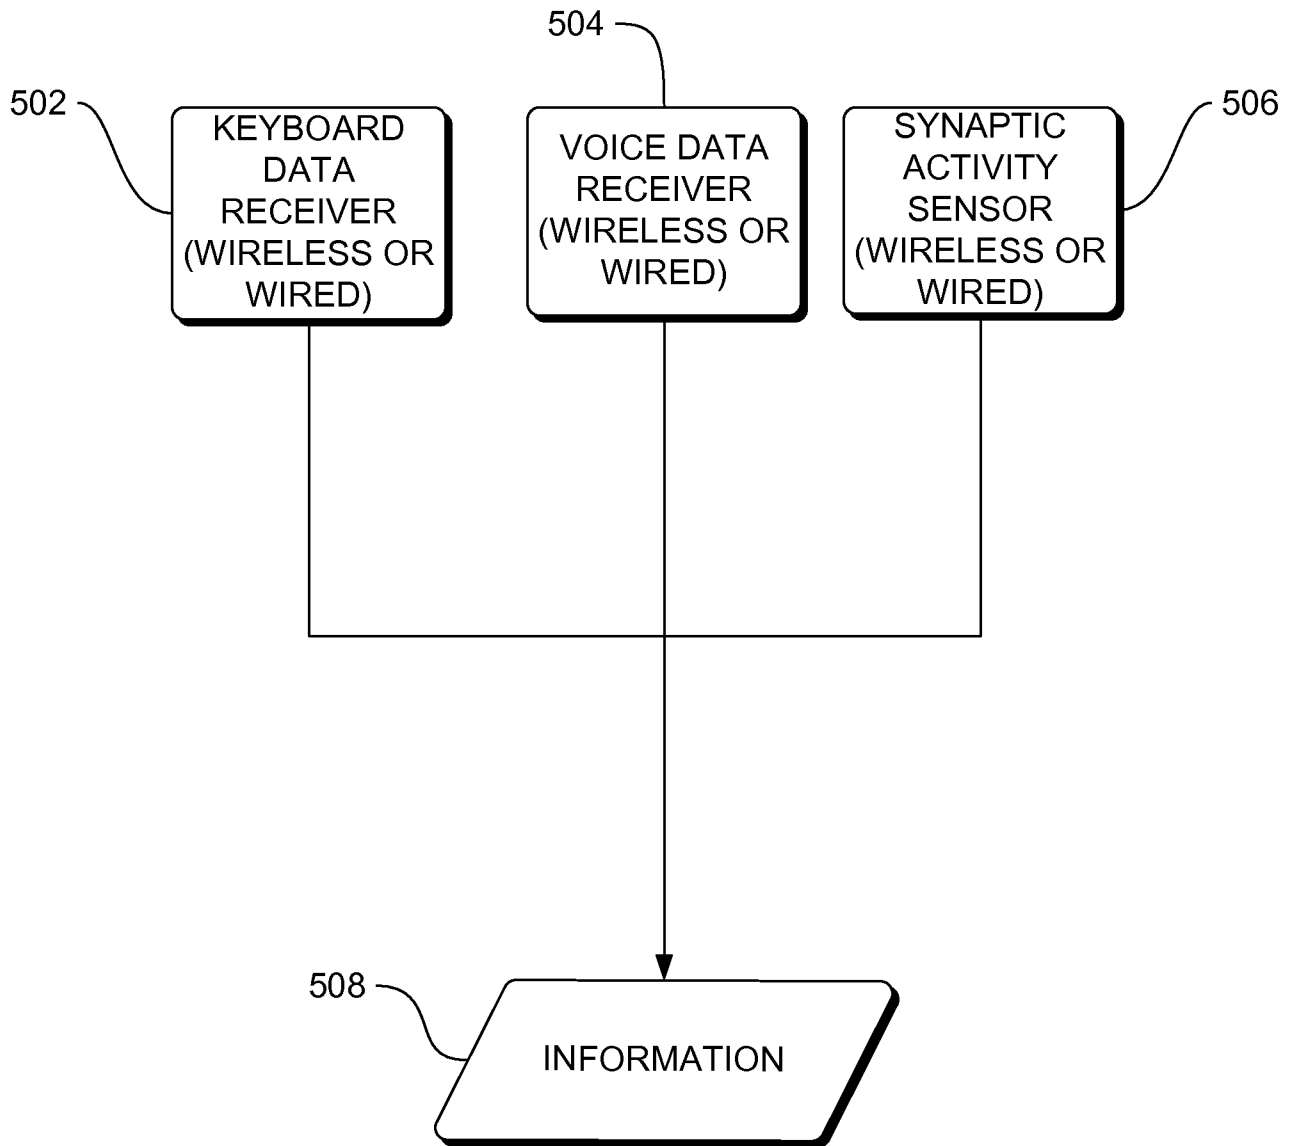 504
502
506
KEYBOARD
DATA
RECEIVER
(WIRELESS OR
WIRED)
VOICE DATA
RECEIVER
(WIRELESS OR
WIRED)
SYNAPTIC
ACTIVITY
SENSOR
(WIRELESS OR
WIRED)
508
INFORMATION